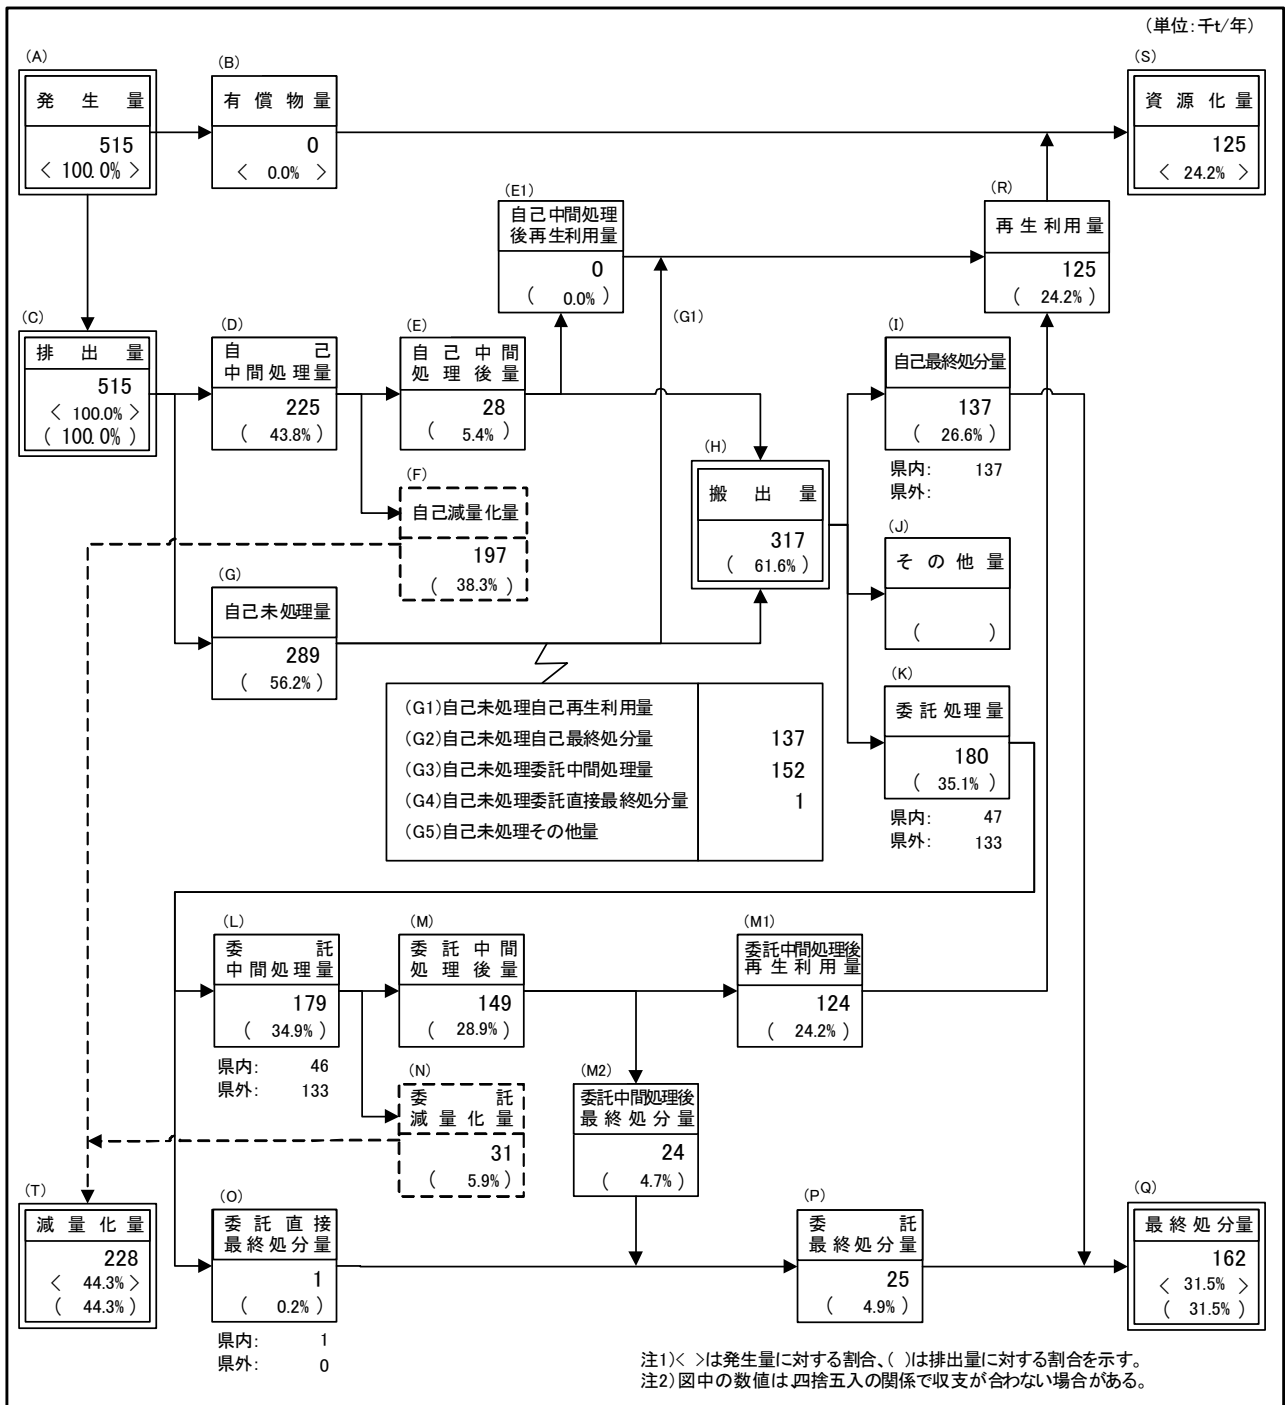 (単位:千t/年)
(A)
発生量
515
< 100.0% >
(B)
有償物量
0
< 0.0% >
(S)
資源化量
125
< 24.2% >
(E1)
自己中間処理
後再生利用量
0
( 0.0% )
(R)
再生利用量
125
( 24.2% )
(G1)
(C)
排出量
515
< 100.0% >
( 100.0% )
(D)
自己
中間処理量
225
( 43.8% )
(E)
自己中間
処理後量
28
( 5.4% )
(I)
自己最終処分量
137
( 26.6% )
県内: 137
県外:
(F)
自己減量化量
197
( 38.3% )
(H)
搬出量
317
( 61.6% )
(J)
その他量
( )
(G)
自己未処理量
289
( 56.2% )
(G1)自己未処理自己再生利用量
(G2)自己未処理自己最終処分量 137
(G3)自己未処理委託中間処理量 152
(G4)自己未処理委託直接最終処分量 1
(G5)自己未処理その他量
(K)
委託処理量
180
( 35.1% )
県内: 47
県外: 133
(L)
委託
中間処理量
179
( 34.9% )
県内: 46
県外: 133
(M)
委託中間
処理後量
149
( 28.9% )
(M1)
委託中間処理後
再生利用量
124
( 24.2% )
(N)
委託
減量化量
31
( 5.9% )
(M2)
委託中間処理後
最終処分量
24
( 4.7% )
(T)
減量化量
228
< 44.3% >
( 44.3% )
(O)
委託直接
最終処分量
1
( 0.2% )
県内: 1
県外: 0
(P)
委託
最終処分量
25
( 4.9% )
(Q)
最終処分量
162
< 31.5% >
( 31.5% )
注1)< >は発生量に対する割合、( )は排出量に対する割合を示す。
注2)図中の数値は、四捨五入の関係で収支が合わない場合がある。